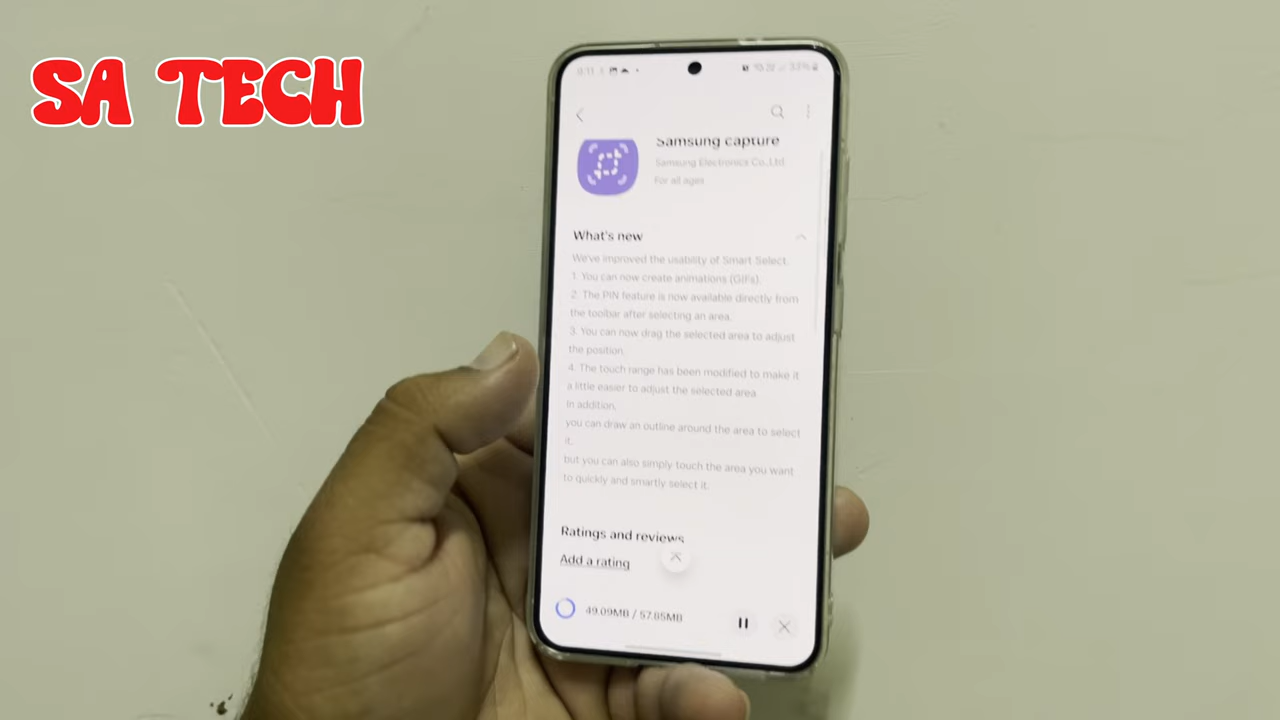 SA TECH
Samsung capture
Samsung Electronics Co.,Ltd.
For all ages
What's new
We've improved the usability of Smart Select.
1. You can now create animations (GIFs).
2. The PIN feature is now available directly from
the toolbar after selecting an area.
3. You can now drag the selected area to adjust
the position.
4. The touch range has been modified to make it
a little easier to adjust the selected area.
In addition,
you can draw an outline around the area to select
it,
but you can also simply touch the area you want
to quickly and smartly select it.
Ratings and reviews
Add a rating
49.09MB / 57.85MB